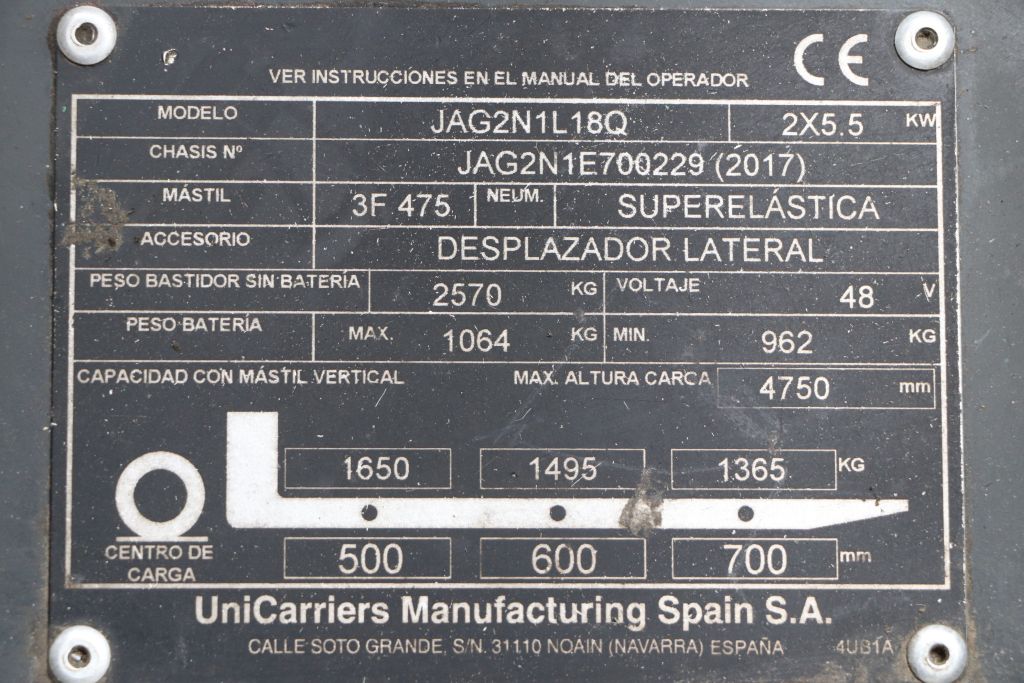 CE
VER INSTRUCCIONES EN EL MANUAL DEL OPERADOR
MODELO JAG2N1L18Q 2X5.5 KW
CHASIS Nº JAG2N1E700229 (2017)
MÁSTIL 3F 475 NEUM. SUPERELÁSTICA
ACCESORIO DESPLAZADOR LATERAL
PESO BASTIDOR SIN BATERÍA 2570 KG VOLTAJE 48 V
PESO BATERÍA MAX. 1064 KG MIN. 962 KG
CAPACIDAD CON MÁSTIL VERTICAL MAX. ALTURA CARCA 4750 mm
1650 1495 1365 KG
500 600 700 mm
CENTRO DE
CARGA
UniCarriers Manufacturing Spain S.A.
CALLE SOTO GRANDE, S/N. 31110 NOAIN (NAVARRA) ESPAÑA 4UB1A